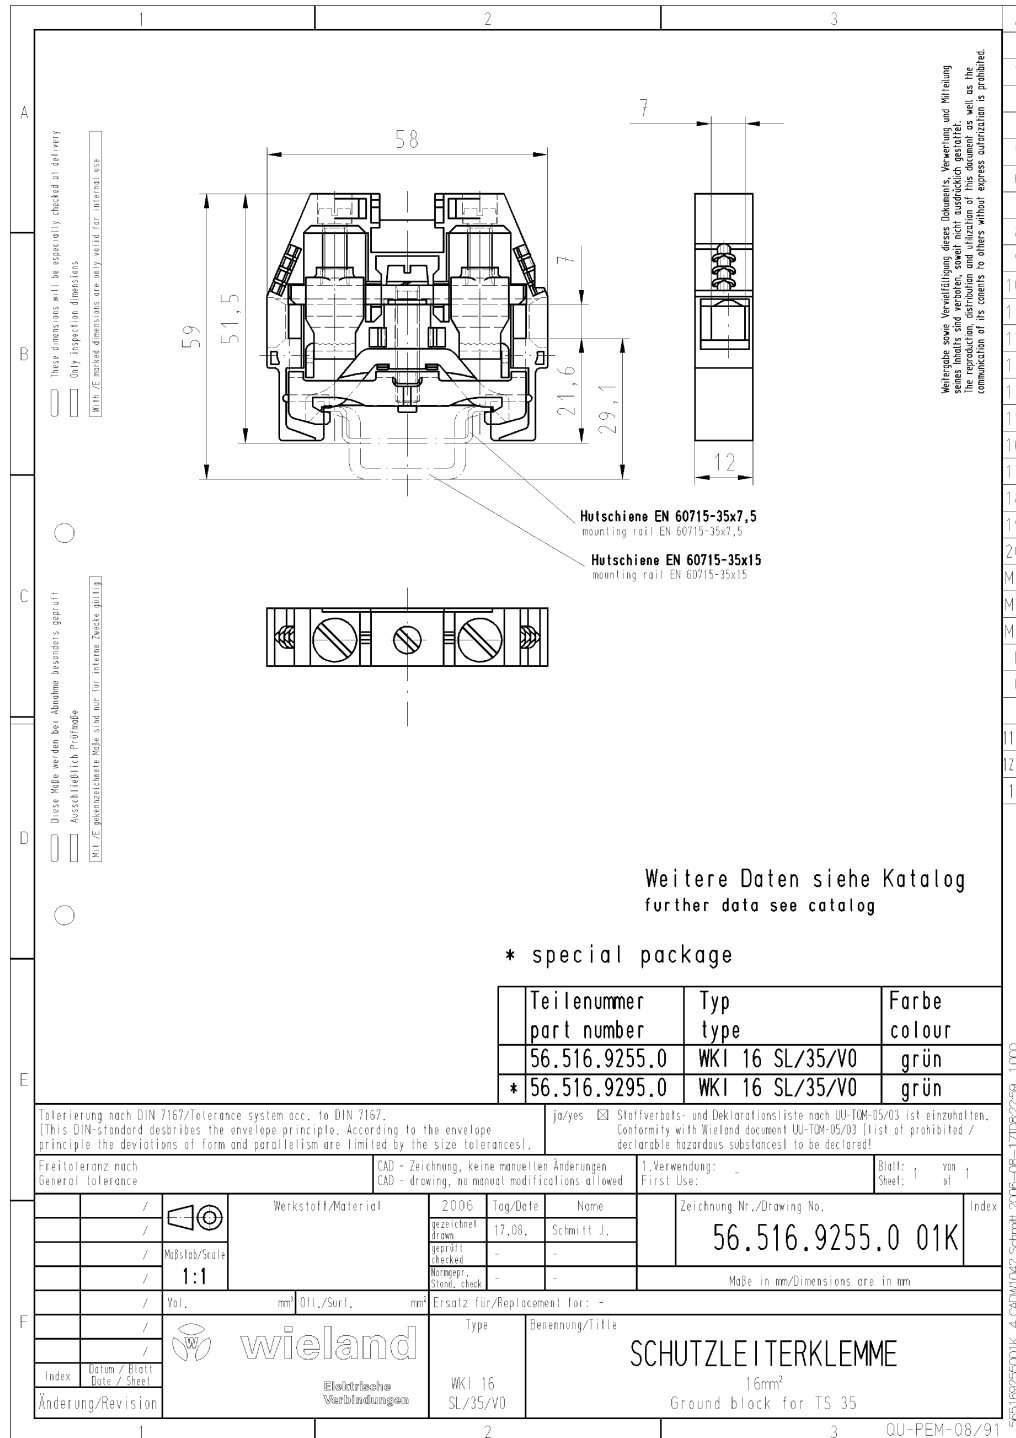 1
2
3
A
B
C
D
E
F
These dimensions will be especially checked at delivery
Only inspection dimensions
With /E marked dimensions are only valid for internal use
Diese Maße werden bei Abnahme besonders geprüft
Ausschließlich Prüfmaße
Mit /E gekennzeichnete Maße sind nur für interne Zwecke gültig
Weitergabe sowie Vervielfältigung dieses Dokuments, Verwertung und Mitteilung
seines Inhalts sind verboten, soweit nicht ausdrücklich gestattet.
The reproduction, distribution and utilization of this document as well as the
communication of its contents to others without express autorization is prohibited.
58
59
51,5
7
21,6
29,1
7
12
Hutschiene EN 60715-35x7,5
mounting rail EN 60715-35x7,5
Hutschiene EN 60715-35x15
mounting rail EN 60715-35x15
Weitere Daten siehe Katalog
further data see catalog
* special package
Teilenummer Typ Farbe
part number type colour
56.516.9255.0 WKI 16 SL/35/V0 grün
* 56.516.9295.0 WKI 16 SL/35/V0 grün
Tolerierung nach DIN 7167/Tolerance system acc. to DIN 7167.
(This DIN-standard desbribes the envelope principle. According to the envelope
principle the deviations of form and parallelism are limited by the size tolerances).
ja/yes ☒ Stoffverbots- und Deklarationsliste nach UU-TQM-05/03 ist einzuhalten.
Conformity with Wieland document UU-TQM-05/03 (list of prohibited /
declarable hazardous substances) to be declared!
Freitoleranz nach
General tolerance
CAD - Zeichnung, keine manuellen Änderungen
CAD - drawing, no manual modifications allowed
1.Verwendung: -
First Use:
Blatt: 1 von 1
Sheet: of
Maßstab/Scale
1:1
Werkstoff/Material
2006 Tag/Date Name
gezeichnet
drawn
17.08. Schmitt J.
geprüft
checked
- -
Normgepr.
Stand. check
- -
Zeichnung Nr./Drawing No. Index
56.516.9255.0 01K
Maße in mm/Dimensions are in mm
Vol. mm³ Ofl./Surf. mm² Ersatz für/Replacement for: -
wieland
Elektrische
Verbindungen
Type
WKI 16
SL/35/V0
Benennung/Title
SCHUTZLEITERKLEMME
16mm²
Ground block for TS 35
Index Datum / Blatt
Date / Sheet
Änderung/Revision
1
2
3
QU-PEM-08/91